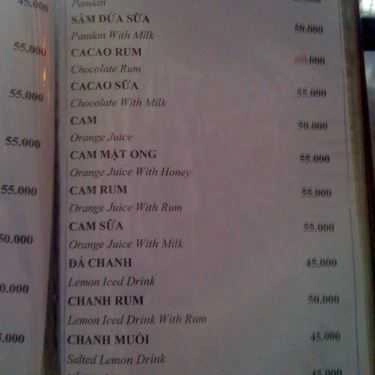 45.000
55.000
55.000
55.000
55.000
Pandan
SÂM DỨA SỮA
50.000
Pandan With Milk
CACAO RUM
Chocolate Rum
CACAO SỮA
55.000
Chocolate With Milk
CAM
50.000
Orange Juice
CAM MẬT ONG
55.000
Orange Juice With Honey
CAM RUM
55.000
Orange Juice With Rum
CAM SỮA
55.000
Orange Juice With Milk
ĐÁ CHANH
45.000
Lemon Iced Drink
CHANH RUM
50.000
Lemon Iced Drink With Rum
CHANH MUỐI
45.000
Salted Lemon Drink